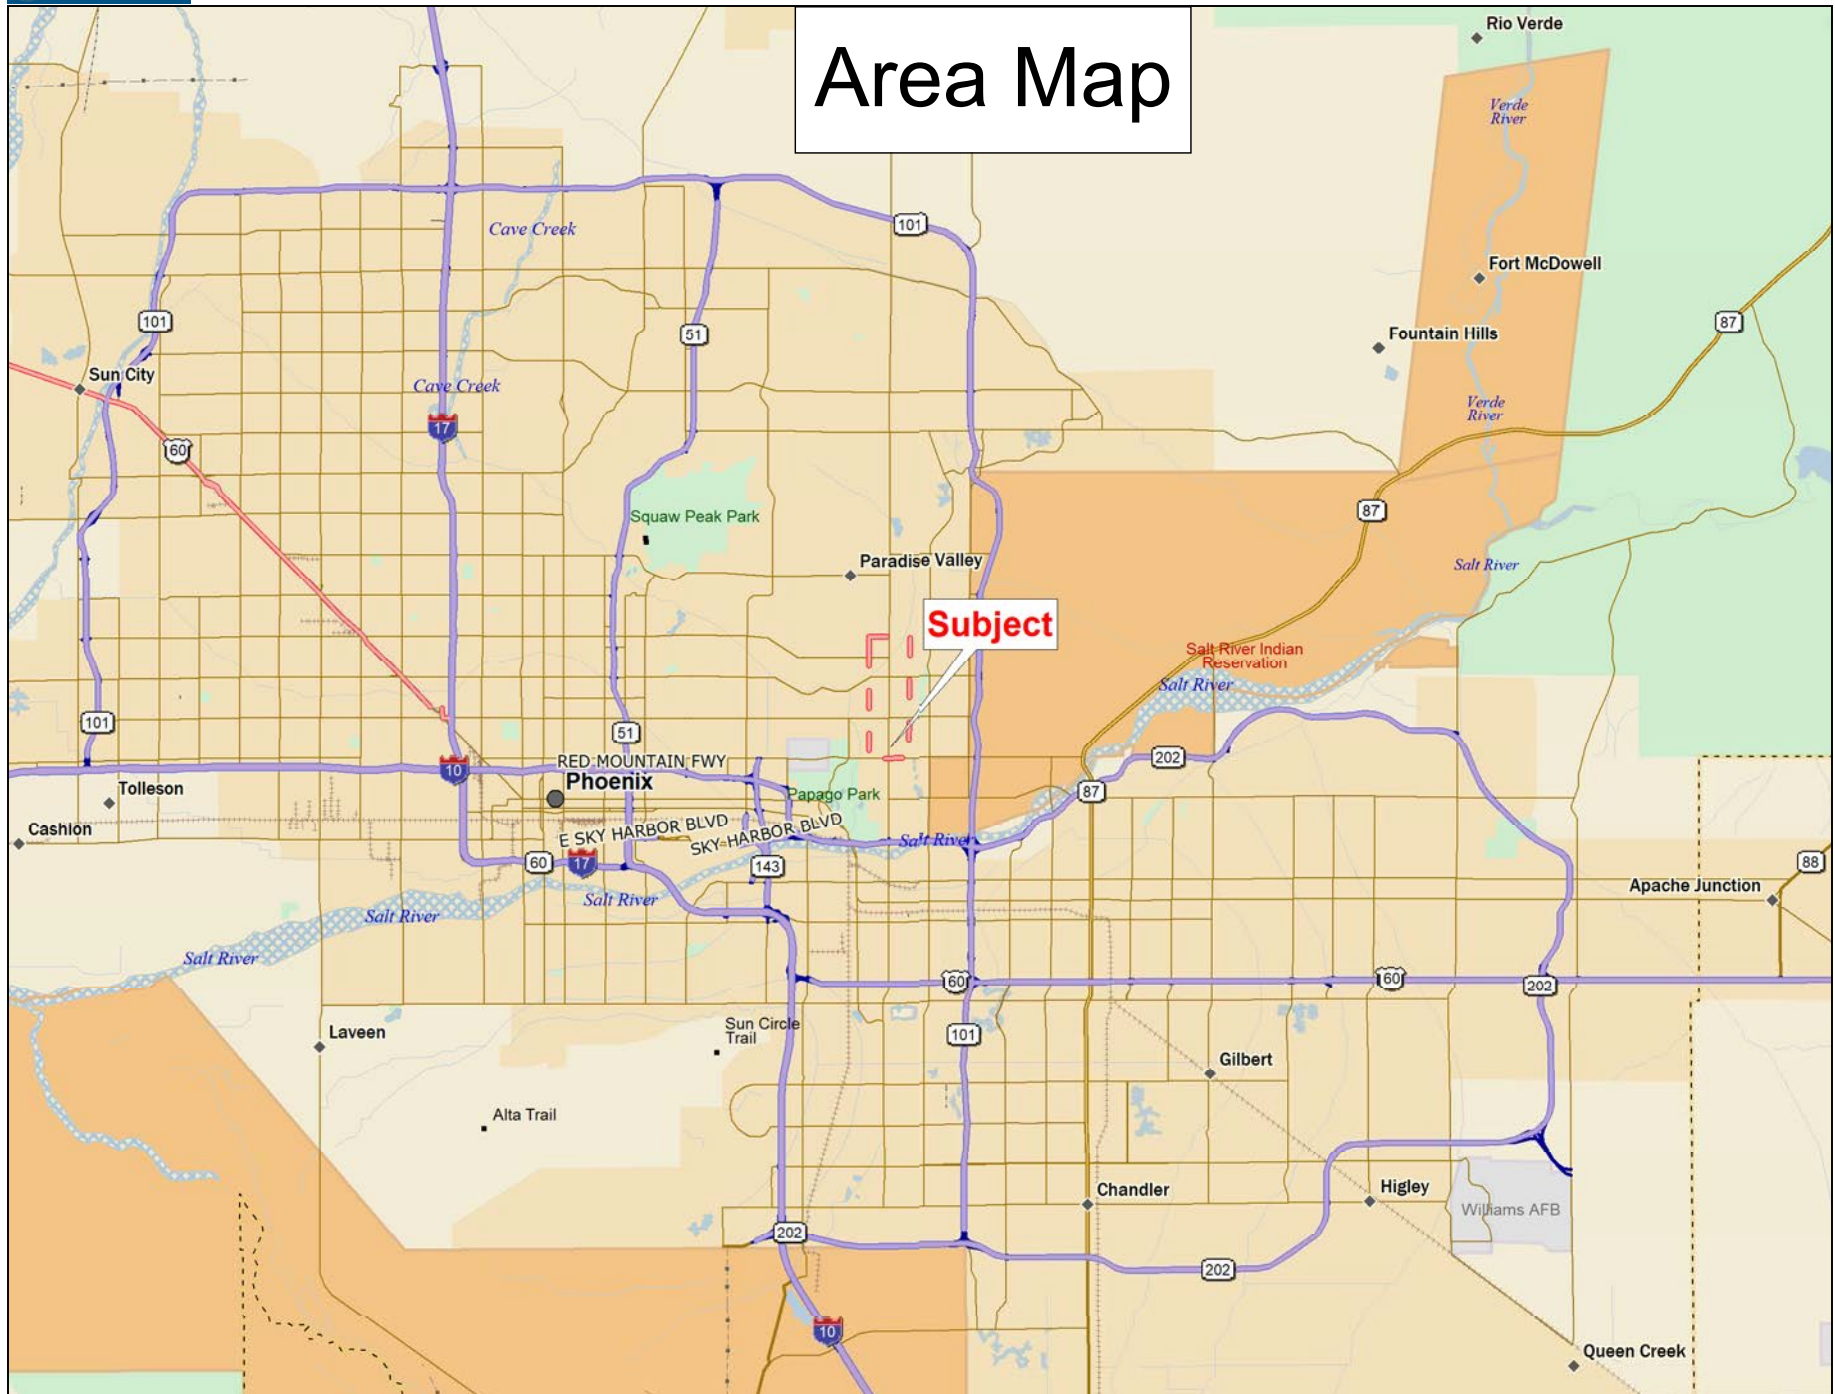 Area Map
Rio Verde
Verde
River
Cave Creek
101
Fort McDowell
101
51
87
Fountain Hills
Sun City
Cave Creek
Verde
River
17
60
87
Squaw Peak Park
Paradise Valley
Salt River
Subject
Salt River Indian
Reservation
Salt River
101
51
RED MOUNTAIN FWY
202
10
Phoenix
Tolleson
Papago Park
87
Cashion
E SKY HARBOR BLVD
SKY HARBOR BLVD
Salt River
60
17
143
88
Apache Junction
Salt River
Salt River
Salt River
60
60
202
Laveen
Sun Circle
Trail
101
Gilbert
Alta Trail
Chandler
Higley
Williams AFB
202
202
10
Queen Creek